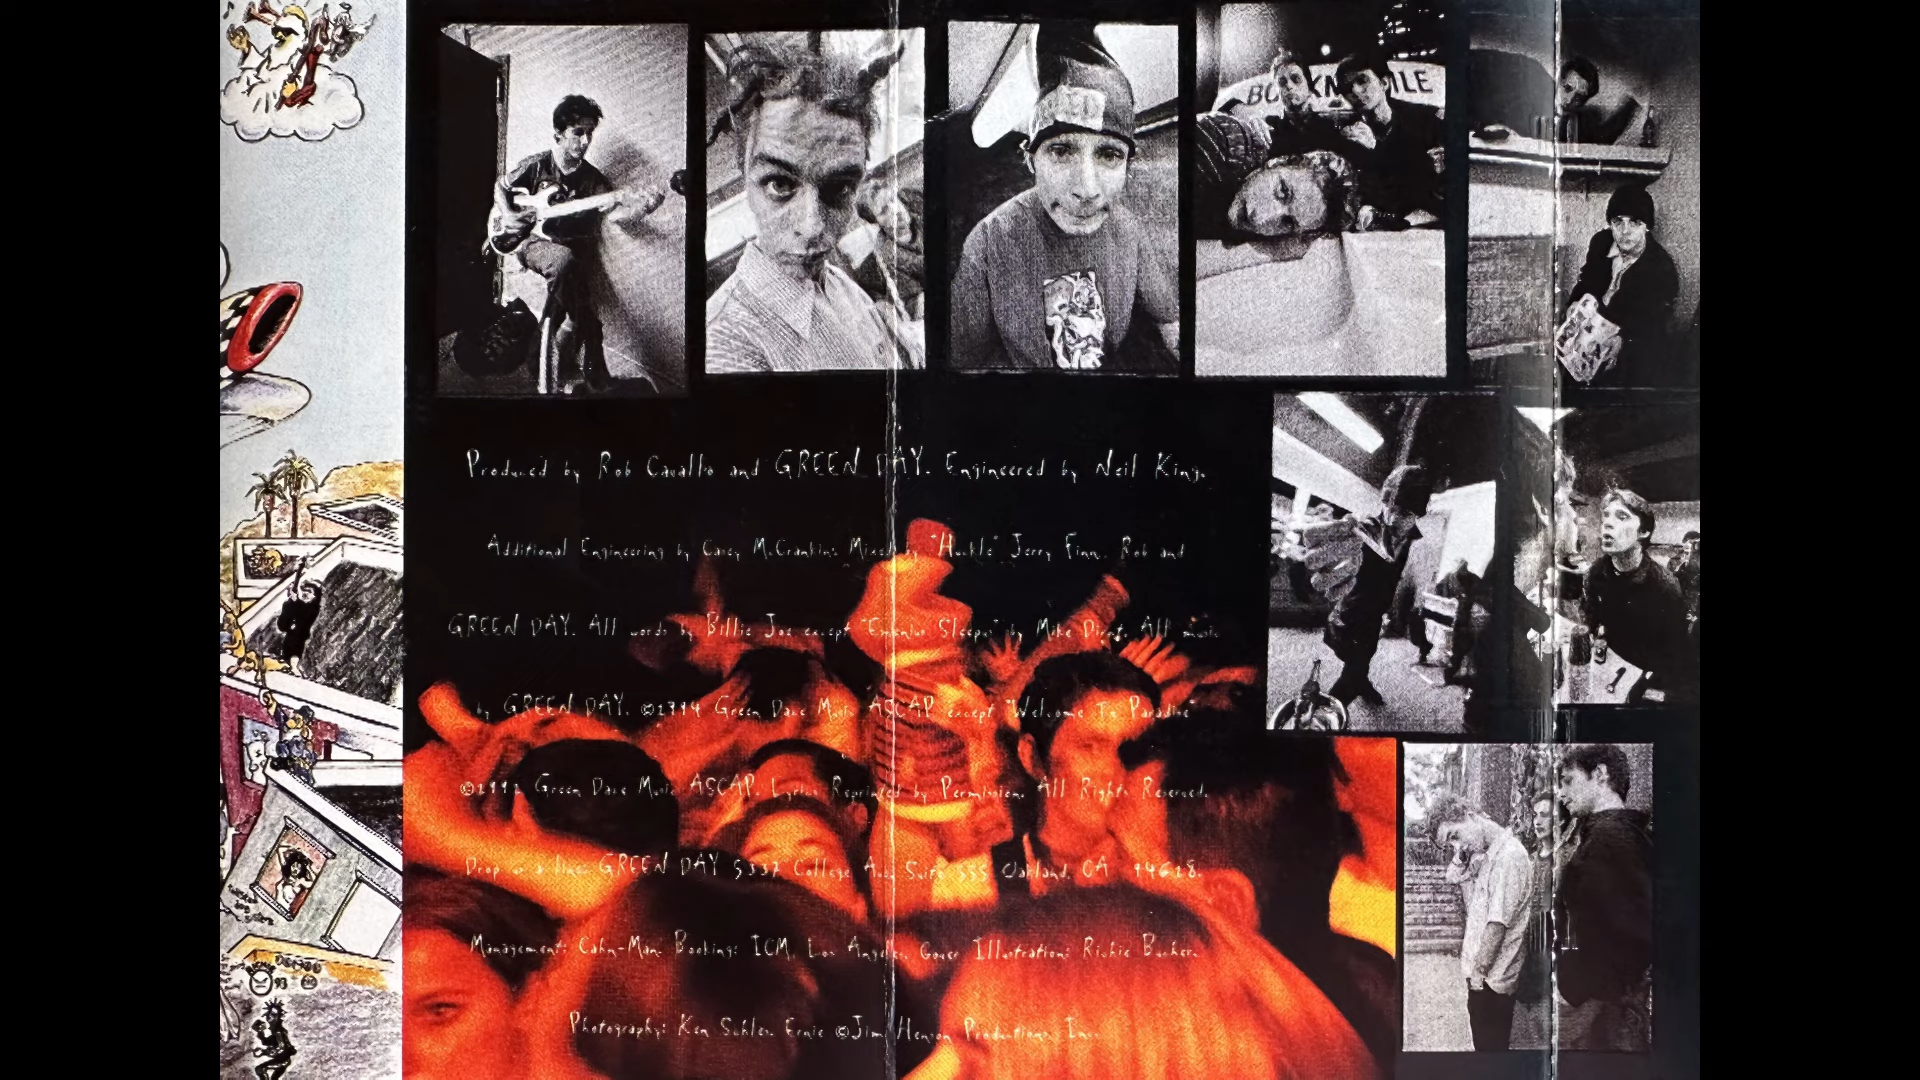 BOOKMOBILE
Produced by Rob Cavallo and GREEN DAY. Engineered by Neil King.
Additional Engineering by Casey McCrankin. Mixed by "Huckle" Jerry Finn, Rob and
GREEN DAY. All words by Billie Joe except "Emenius Sleepus" by Mike Dirnt. All music
by GREEN DAY. ©1994 Green Daze Music ASCAP except "Welcome To Paradise"
©1992 Green Daze Music ASCAP. Lyrics Reprinted by Permission. All Rights Reserved.
Drop us a line: GREEN DAY 5337 College Ave. Suite 555 Oakland, CA 94618.
Management: Cahn-Man. Booking: ICM, Los Angeles. Cover Illustration: Richie Bucher.
Photography: Ken Schles. Ernie ©Jim Henson Productions, Inc.
93